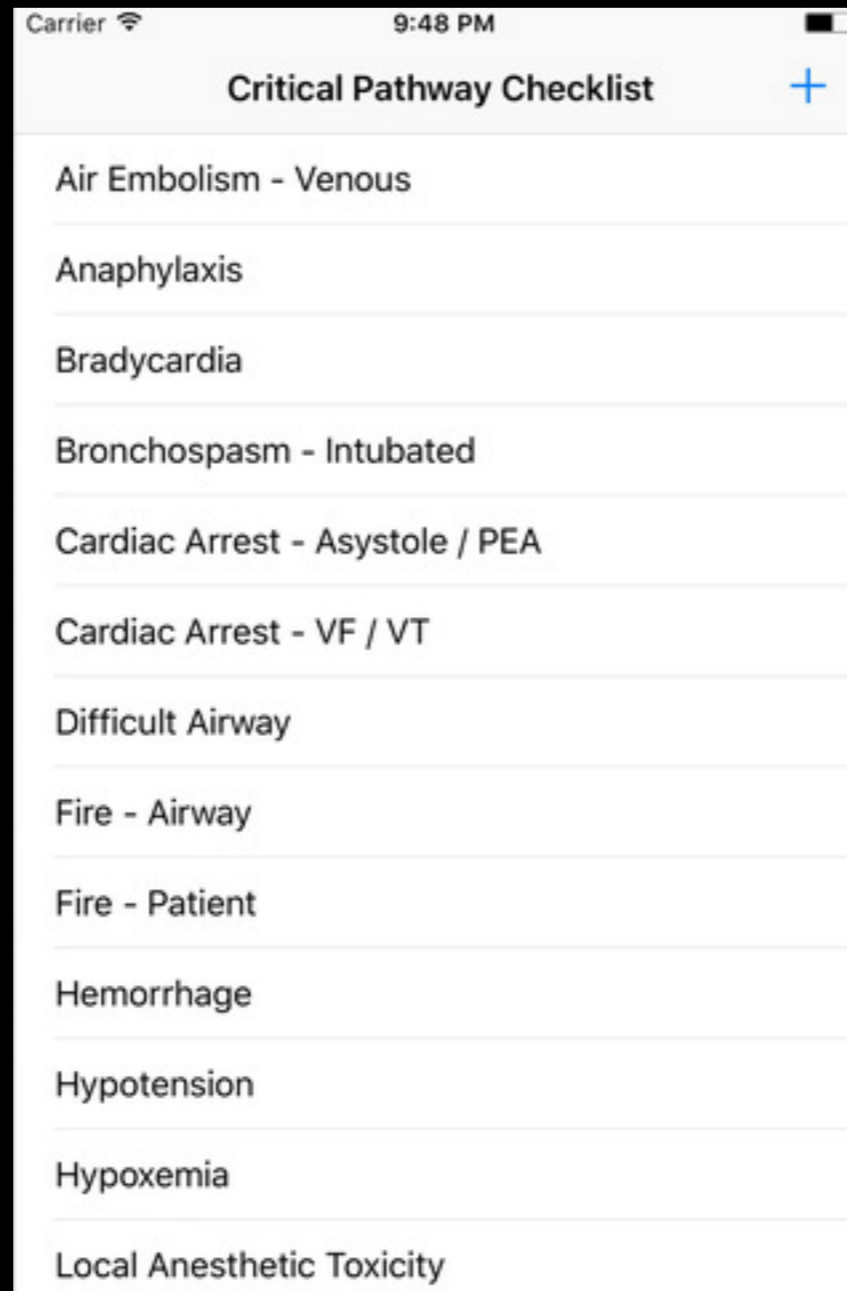 Carrier
9:48 PM
Critical Pathway Checklist
+
Air Embolism - Venous
Anaphylaxis
Bradycardia
Bronchospasm - Intubated
Cardiac Arrest - Asystole / PEA
Cardiac Arrest - VF / VT
Difficult Airway
Fire - Airway
Fire - Patient
Hemorrhage
Hypotension
Hypoxemia
Local Anesthetic Toxicity